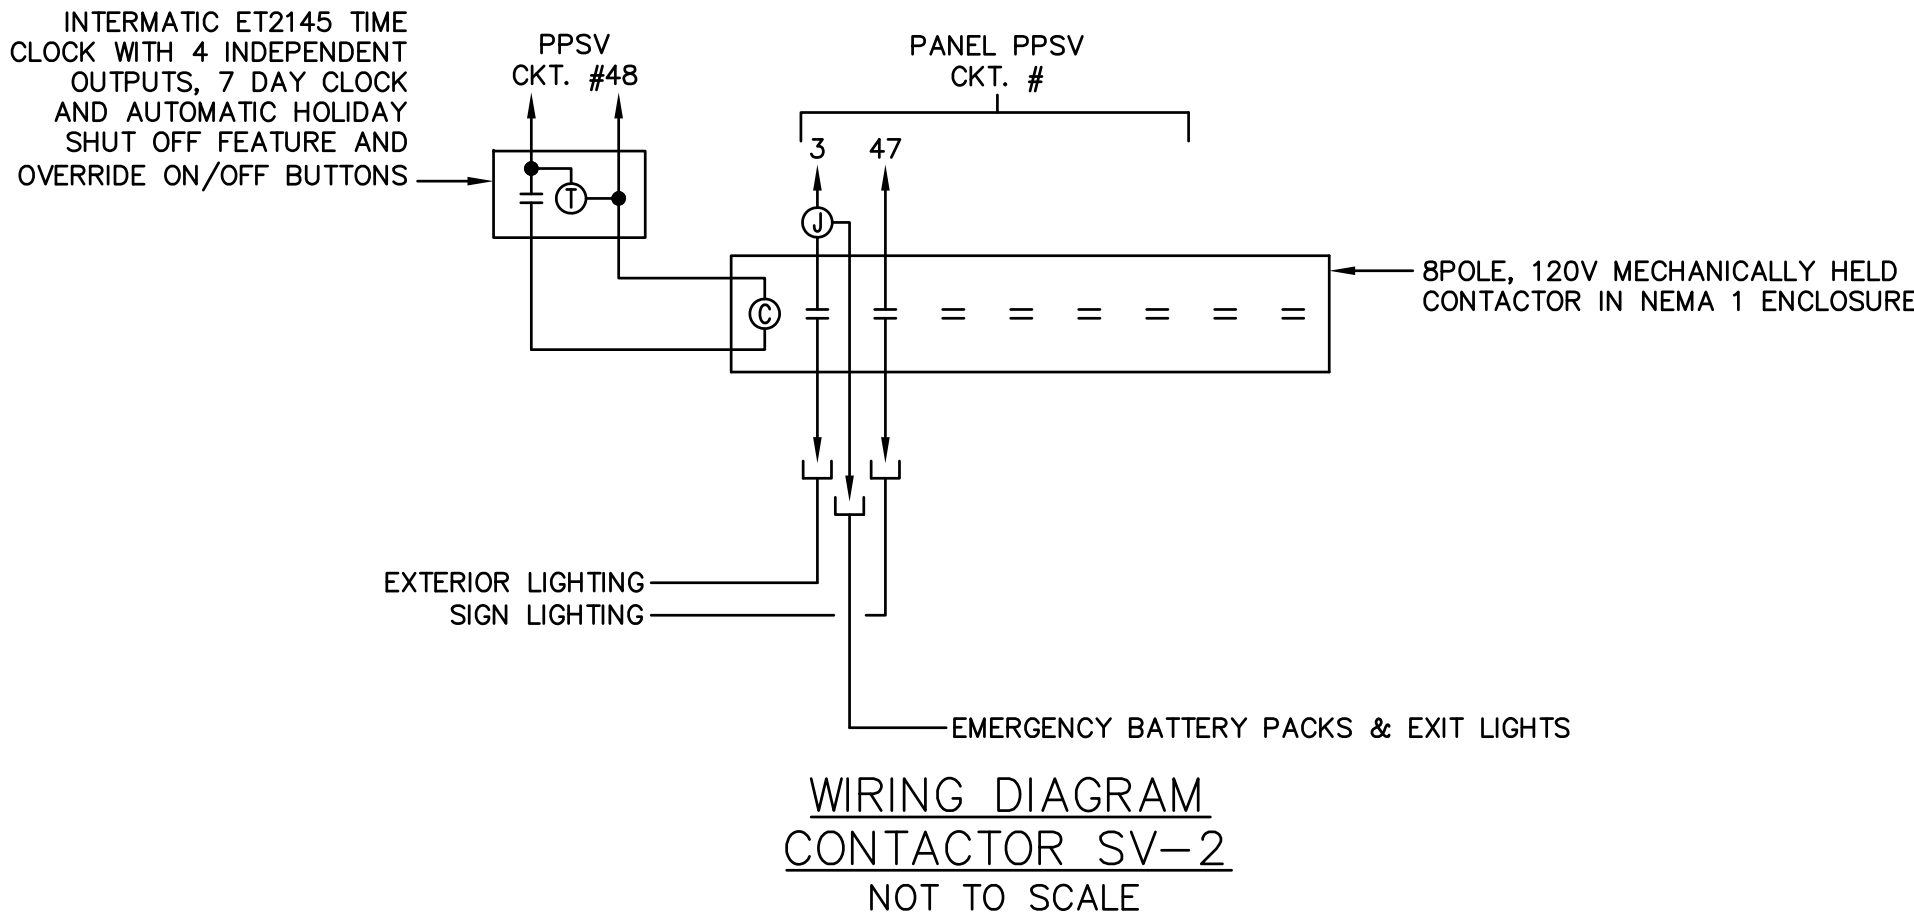 INTERMATIC ET2145 TIME
CLOCK WITH 4 INDEPENDENT
OUTPUTS, 7 DAY CLOCK
AND AUTOMATIC HOLIDAY
SHUT OFF FEATURE AND
OVERRIDE ON/OFF BUTTONS
PPSV
CKT. #48
PANEL PPSV
CKT. #
3
47
T
J
C
8POLE, 120V MECHANICALLY HELD
CONTACTOR IN NEMA 1 ENCLOSURE
EXTERIOR LIGHTING
SIGN LIGHTING
EMERGENCY BATTERY PACKS & EXIT LIGHTS
WIRING DIAGRAM
CONTACTOR SV-2
NOT TO SCALE